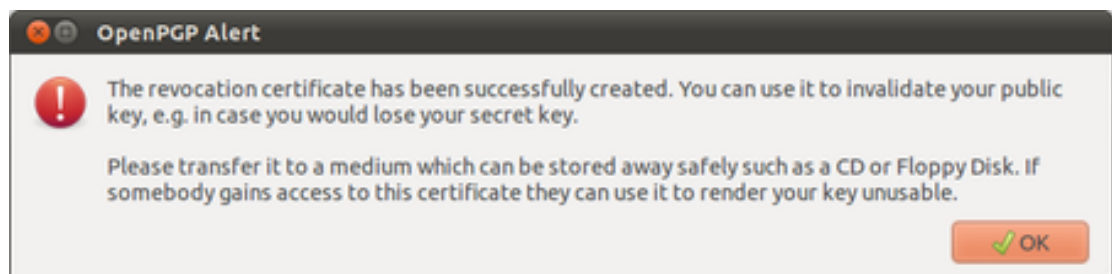 OpenPGP Alert
The revocation certificate has been successfully created. You can use it to invalidate your public
key, e.g. in case you would lose your secret key.
Please transfer it to a medium which can be stored away safely such as a CD or Floppy Disk. If
somebody gains access to this certificate they can use it to render your key unusable.
OK